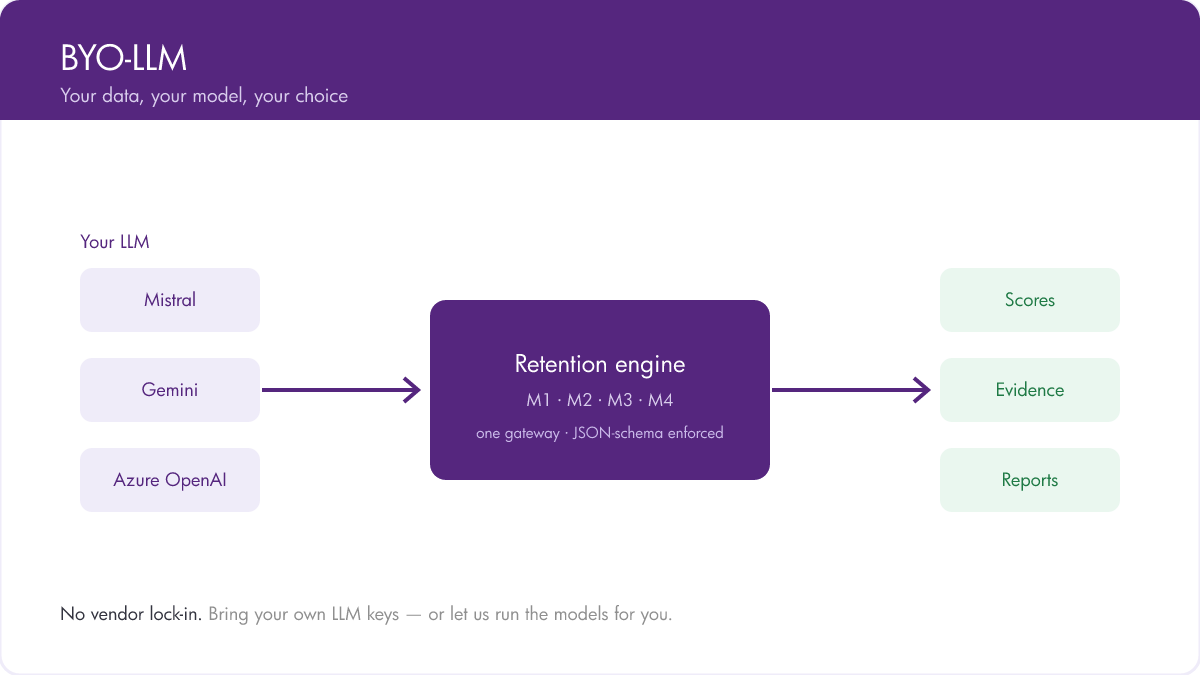 BYO-LLM
Your data, your model, your choice
Your LLM
Mistral
Gemini
Azure OpenAI
Retention engine
M1 · M2 · M3 · M4
one gateway · JSON-schema enforced
Scores
Evidence
Reports
No vendor lock-in. Bring your own LLM keys — or let us run the models for you.